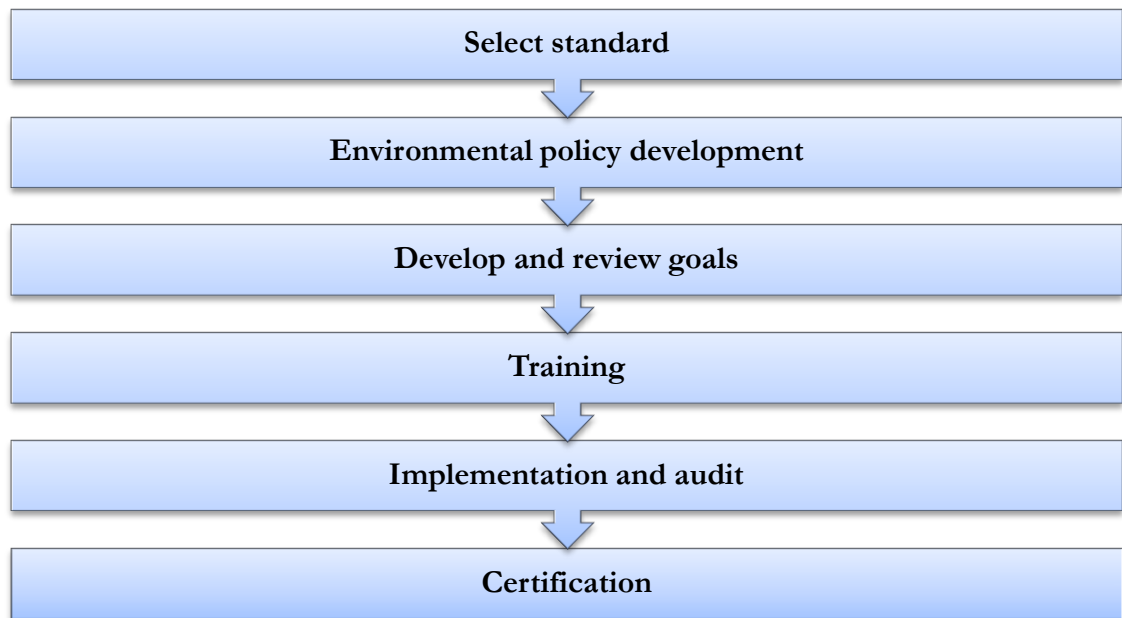 Select standard
Environmental policy development
Develop and review goals
Training
Implementation and audit
Certification